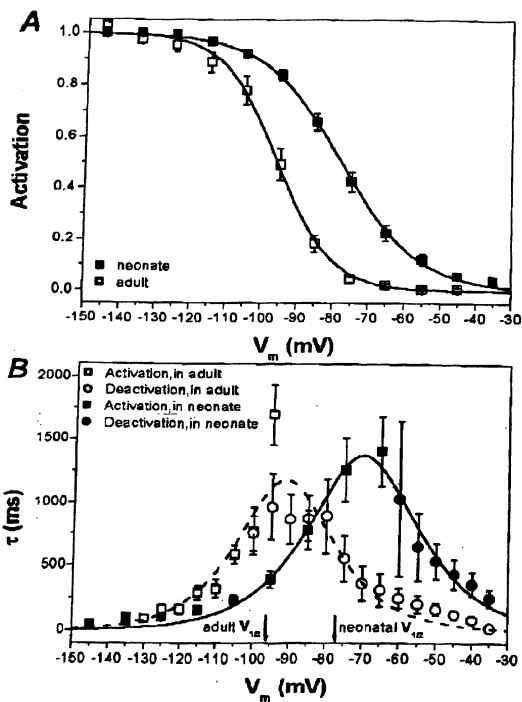 A
1.0
0.8
0.6
0.4
0.2
0.0
Activation
neonate
adult
-150 -140 -130 -120 -110 -100 -90 -80 -70 -60 -50 -40 -30
Vm (mV)
B
2000
1500
1000
500
0
τ (ms)
Activation,in adult
Deactivation,in adult
Activation,in neonate
Deactivation,in neonate
adult V1/2
neonatal V1/2
-150 -140 -130 -120 -110 -100 -90 -80 -70 -60 -50 -40 -30
Vm (mV)